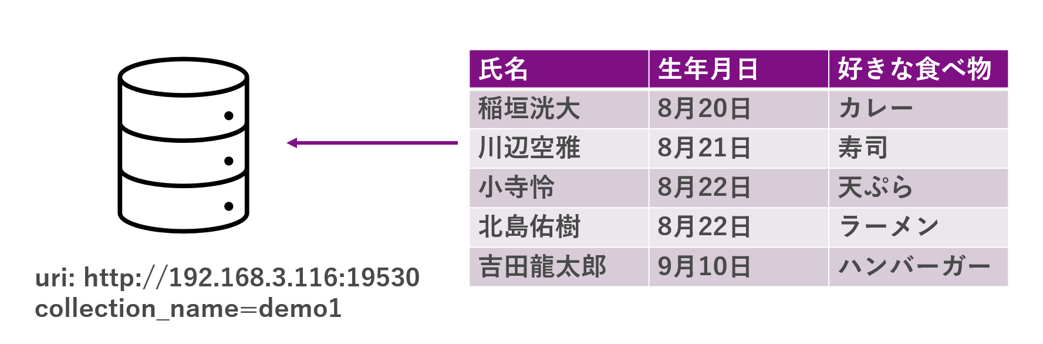 氏名 生年月日 好きな食べ物
稲垣洸大 8月20日 カレー
川辺空雅 8月21日 寿司
小寺怜 8月22日 天ぷら
北島佑樹 8月22日 ラーメン
吉田龍太郎 9月10日 ハンバーガー
uri: http://192.168.3.116:19530
collection_name=demo1